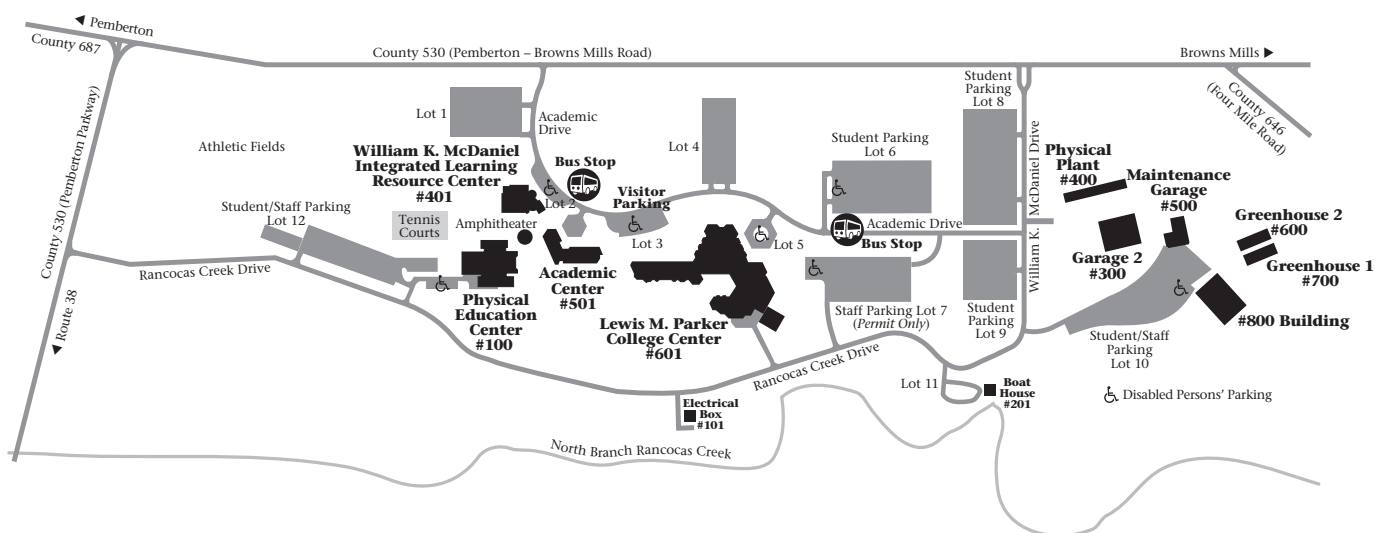 ◄ Pemberton
County 687
County 530 (Pemberton – Browns Mills Road)
Browns Mills ►
County 646
(Four Mile Road)
County 530 (Pemberton Parkway)
◄ Route 38
Athletic Fields
Lot 1
Academic
Drive
William K. McDaniel
Integrated Learning
Resource Center
#401
Bus Stop
Lot 2
Visitor
Parking
Lot 3
Lot 4
Student Parking
Lot 6
Student
Parking
Lot 8
William K. McDaniel Drive
Physical
Plant
#400
Maintenance
Garage
#500
Greenhouse 2
#600
Greenhouse 1
#700
Garage 2
#300
#800 Building
Student/Staff Parking
Lot 12
Tennis
Courts
Amphitheater
Rancocas Creek Drive
Physical
Education
Center
#100
Academic
Center
#501
Lewis M. Parker
College Center
#601
Lot 5
Academic Drive
Bus Stop
Staff Parking Lot 7
(Permit Only)
Student
Parking
Lot 9
Student/Staff
Parking
Lot 10
Rancocas Creek Drive
Lot 11
Boat
House
#201
Disabled Persons' Parking
Electrical
Box
#101
North Branch Rancocas Creek